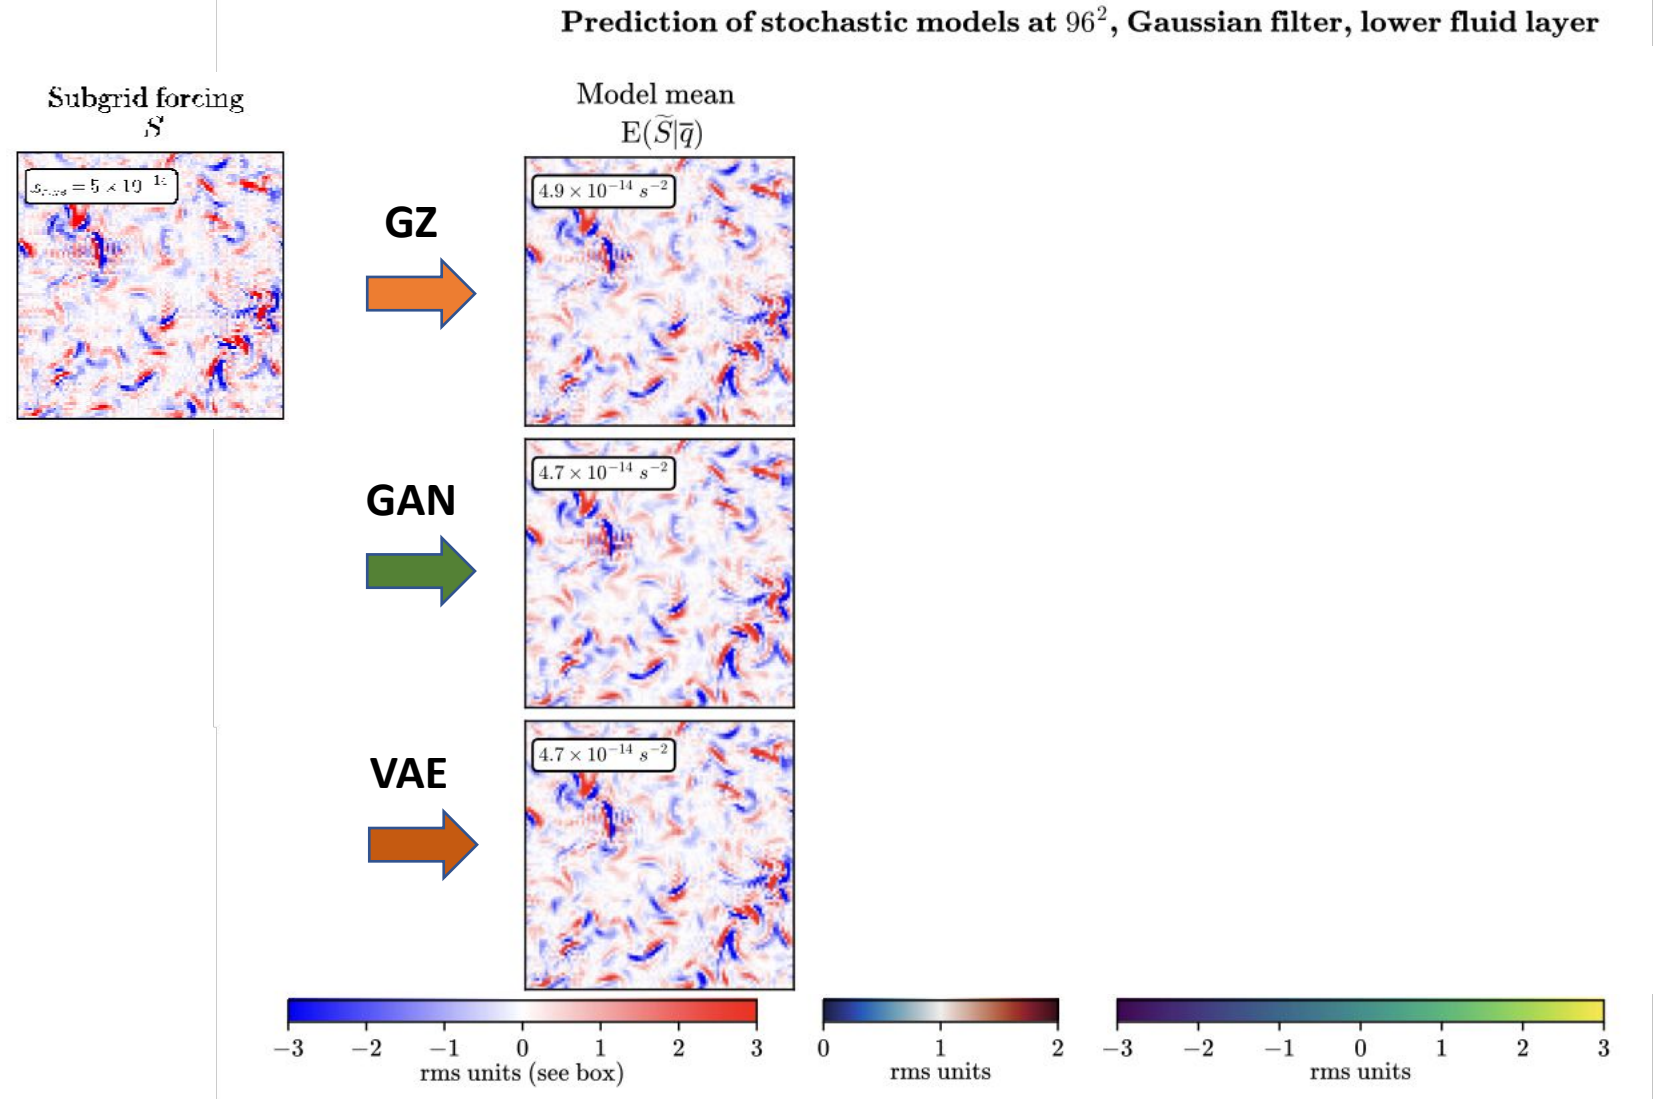 Prediction of stochastic models at 96², Gaussian filter, lower fluid layer
Subgrid forcing
S
= 5 × 10
Model mean
E(S̃|q̅)
GZ
4.9 × 10⁻¹⁴ s⁻²
GAN
4.7 × 10⁻¹⁴ s⁻²
VAE
4.7 × 10⁻¹⁴ s⁻²
−3 −2 −1 0 1 2 3
rms units (see box)
0 1 2
rms units
−3 −2 −1 0 1 2 3
rms units